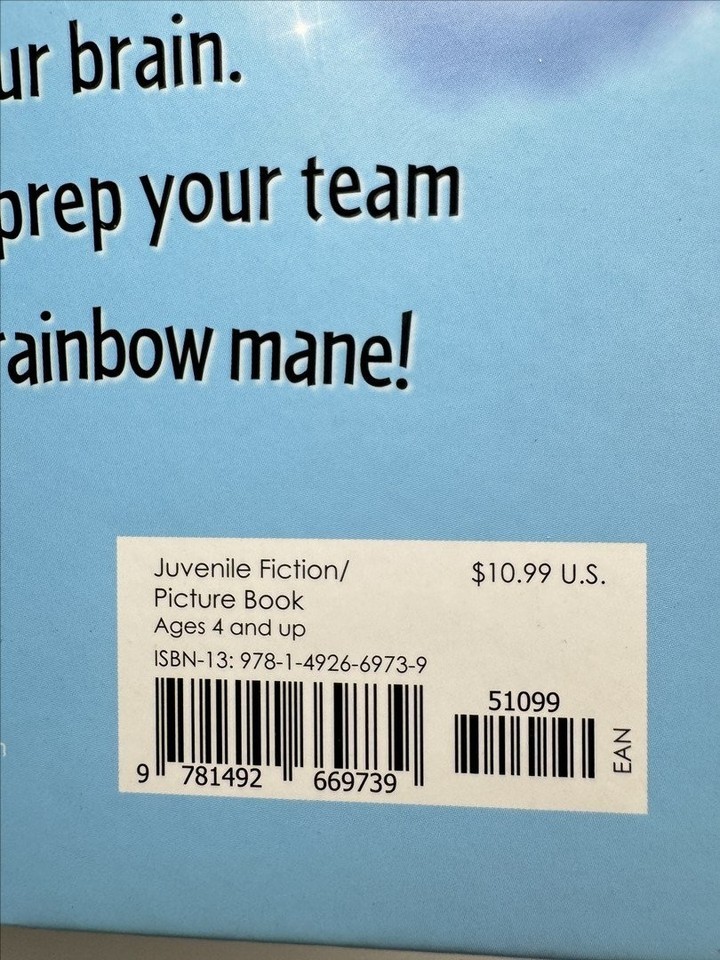 ur brain.
prep your team
rainbow mane!
Juvenile Fiction/
Picture Book
Ages 4 and up
$10.99 U.S.
ISBN-13: 978-1-4926-6973-9
51099
EAN
9 781492 669739